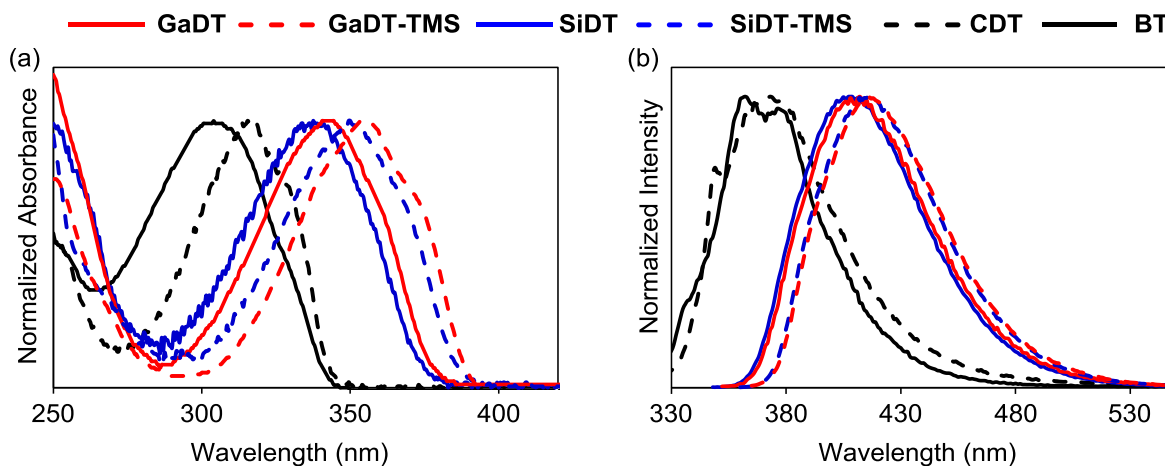 GaDT GaDT-TMS SiDT SiDT-TMS CDT BT
(a) (b)
Normalized Absorbance
Normalized Intensity
250 300 350 400 330 380 430 480 530
Wavelength (nm) Wavelength (nm)